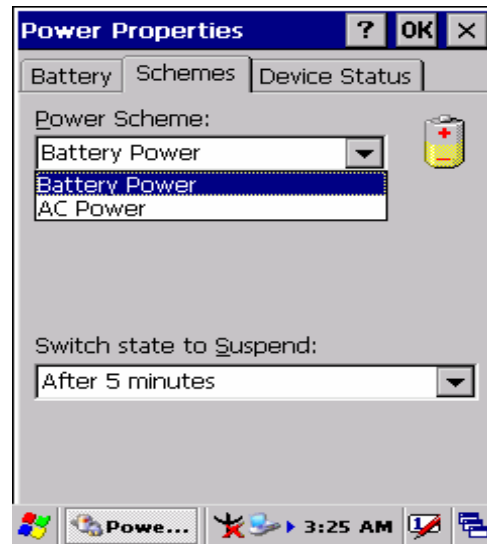 Power Properties ? OK ×
Battery Schemes Device Status
Power Scheme:
Battery Power
Battery Power
AC Power
Switch state to Suspend:
After 5 minutes
Powe... 3:25 AM